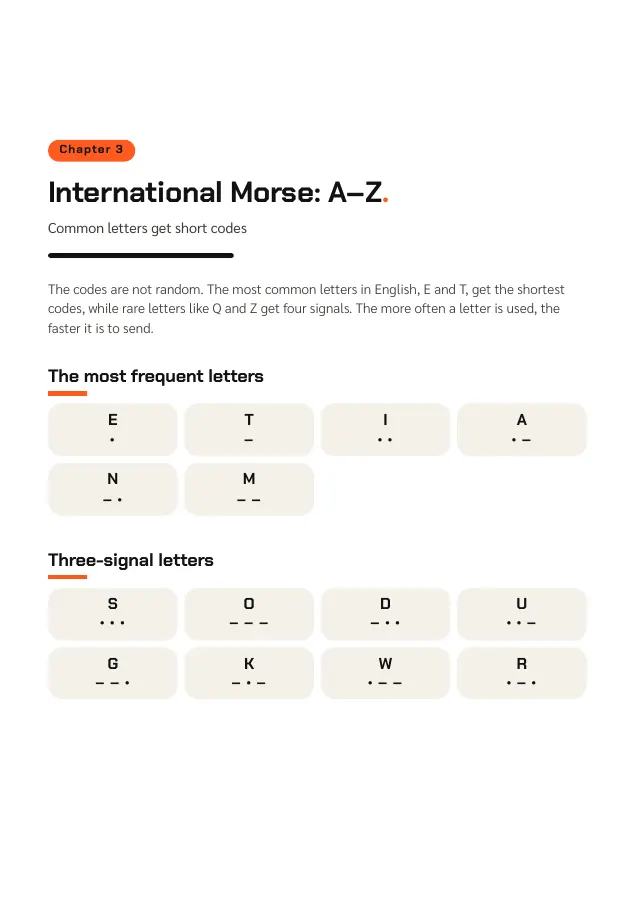 Chapter 3
International Morse: A–Z.
Common letters get short codes
The codes are not random. The most common letters in English, E and T, get the shortest
codes, while rare letters like Q and Z get four signals. The more often a letter is used, the
faster it is to send.
The most frequent letters
E T I A
• – • • • –
N M
– • – –
Three-signal letters
S O D U
• • • – – – – • • • • –
G K W R
– – • – • – • – – • – •